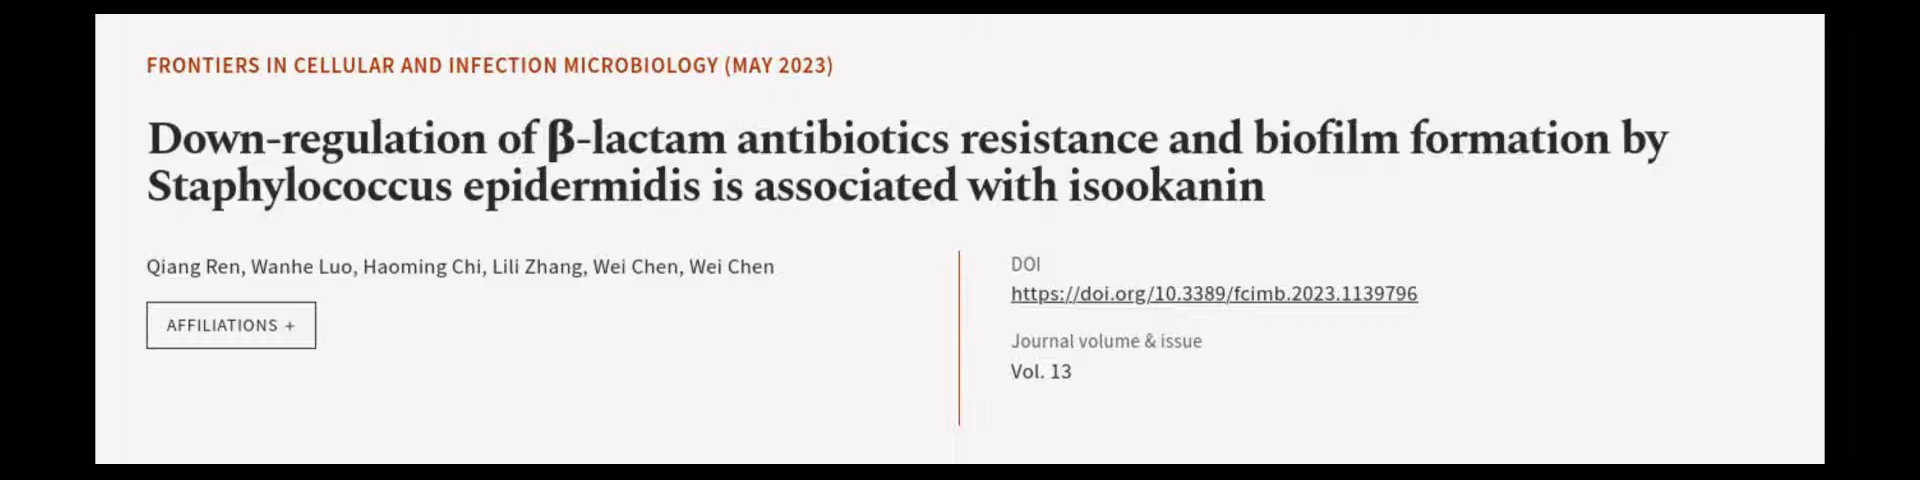 FRONTIERS IN CELLULAR AND INFECTION MICROBIOLOGY (MAY 2023)
Down-regulation of β-lactam antibiotics resistance and biofilm formation by
Staphylococcus epidermidis is associated with isookanin
Qiang Ren, Wanhe Luo, Haoming Chi, Lili Zhang, Wei Chen, Wei Chen
AFFILIATIONS +
DOI
https://doi.org/10.3389/fcimb.2023.1139796
Journal volume & issue
Vol. 13